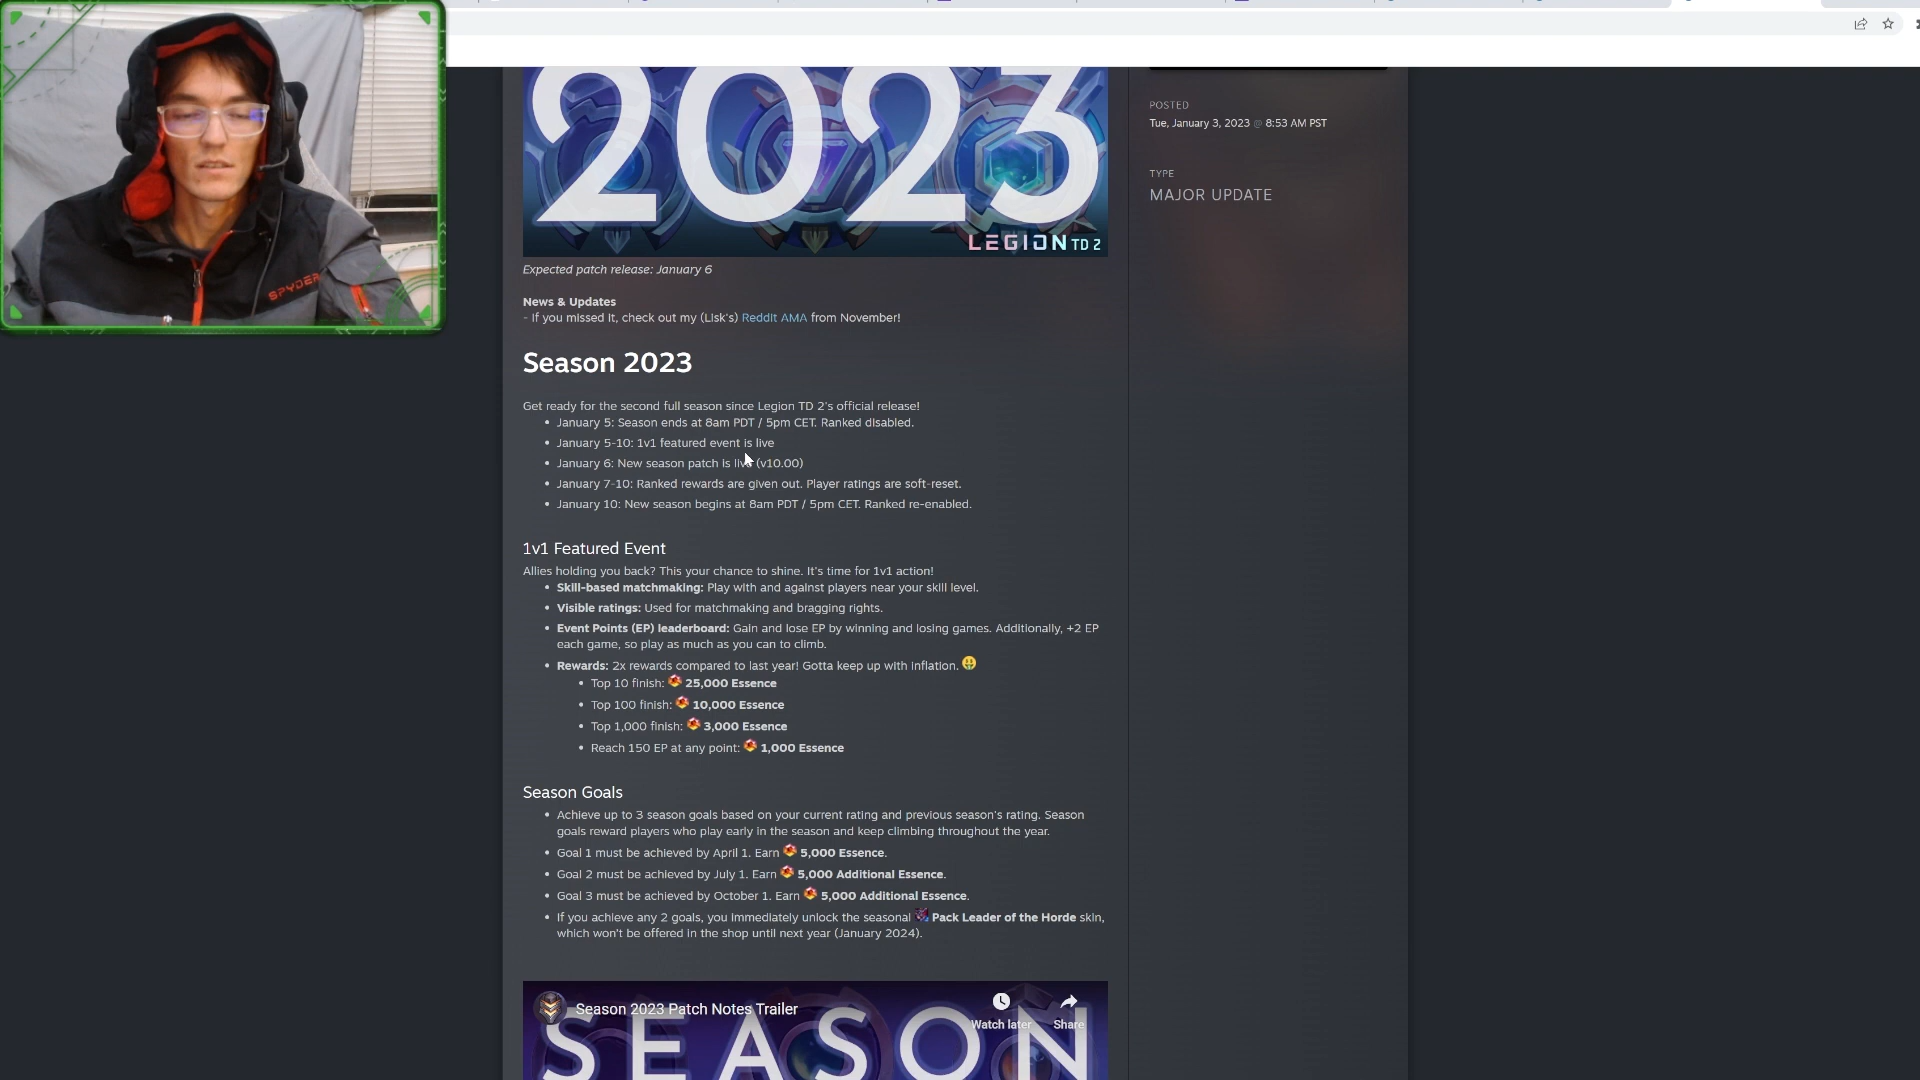 2023
LEGION TD 2
POSTED
Tue, January 3, 2023 @ 8:53 AM PST
TYPE
MAJOR UPDATE
SPYDER
Expected patch release: January 6
News & Updates
- If you missed it, check out my (Lisk's) Reddit AMA from November!
Season 2023
Get ready for the second full season since Legion TD 2's official release!
• January 5: Season ends at 8am PDT / 5pm CET. Ranked disabled.
• January 5-10: 1v1 featured event is live
• January 6: New season patch is live (v10.00)
• January 7-10: Ranked rewards are given out. Player ratings are soft-reset.
• January 10: New season begins at 8am PDT / 5pm CET. Ranked re-enabled.
1v1 Featured Event
Allies holding you back? This your chance to shine. It's time for 1v1 action!
• Skill-based matchmaking: Play with and against players near your skill level.
• Visible ratings: Used for matchmaking and bragging rights.
• Event Points (EP) leaderboard: Gain and lose EP by winning and losing games. Additionally, +2 EP
each game, so play as much as you can to climb.
• Rewards: 2x rewards compared to last year! Gotta keep up with inflation. 🤑
• Top 10 finish: 25,000 Essence
• Top 100 finish: 10,000 Essence
• Top 1,000 finish: 3,000 Essence
• Reach 150 EP at any point: 1,000 Essence
Season Goals
• Achieve up to 3 season goals based on your current rating and previous season's rating. Season
goals reward players who play early in the season and keep climbing throughout the year.
• Goal 1 must be achieved by April 1. Earn 5,000 Essence.
• Goal 2 must be achieved by July 1. Earn 5,000 Additional Essence.
• Goal 3 must be achieved by October 1. Earn 5,000 Additional Essence.
• If you achieve any 2 goals, you immediately unlock the seasonal Pack Leader of the Horde skin,
which won't be offered in the shop until next year (January 2024).
Season 2023 Patch Notes Trailer
Watch later
Share
SEASON